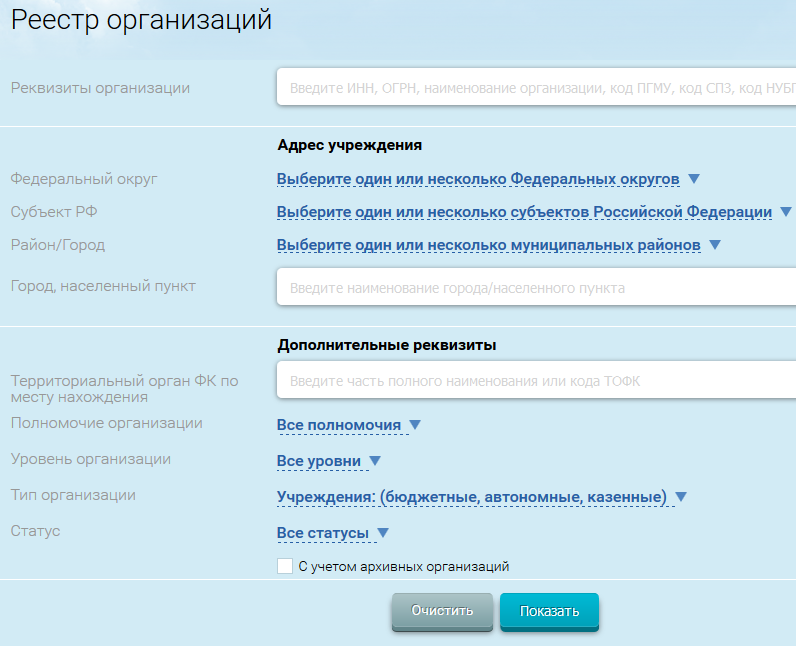 Реестр организаций
Реквизиты организации
Введите ИНН, ОГРН, наименование организации, код ПГМУ, код СПЗ, код НУБП
Адрес учреждения
Федеральный округ
Выберите один или несколько Федеральных округов
Субъект РФ
Выберите один или несколько субъектов Российской Федерации
Район/Город
Выберите один или несколько муниципальных районов
Город, населенный пункт
Введите наименование города/населенного пункта
Дополнительные реквизиты
Территориальный орган ФК по
месту нахождения
Введите часть полного наименования или кода ТОФК
Полномочие организации
Все полномочия
Уровень организации
Все уровни
Тип организации
Учреждения: (бюджетные, автономные, казенные)
Статус
Все статусы
С учетом архивных организаций
Очистить
Показать